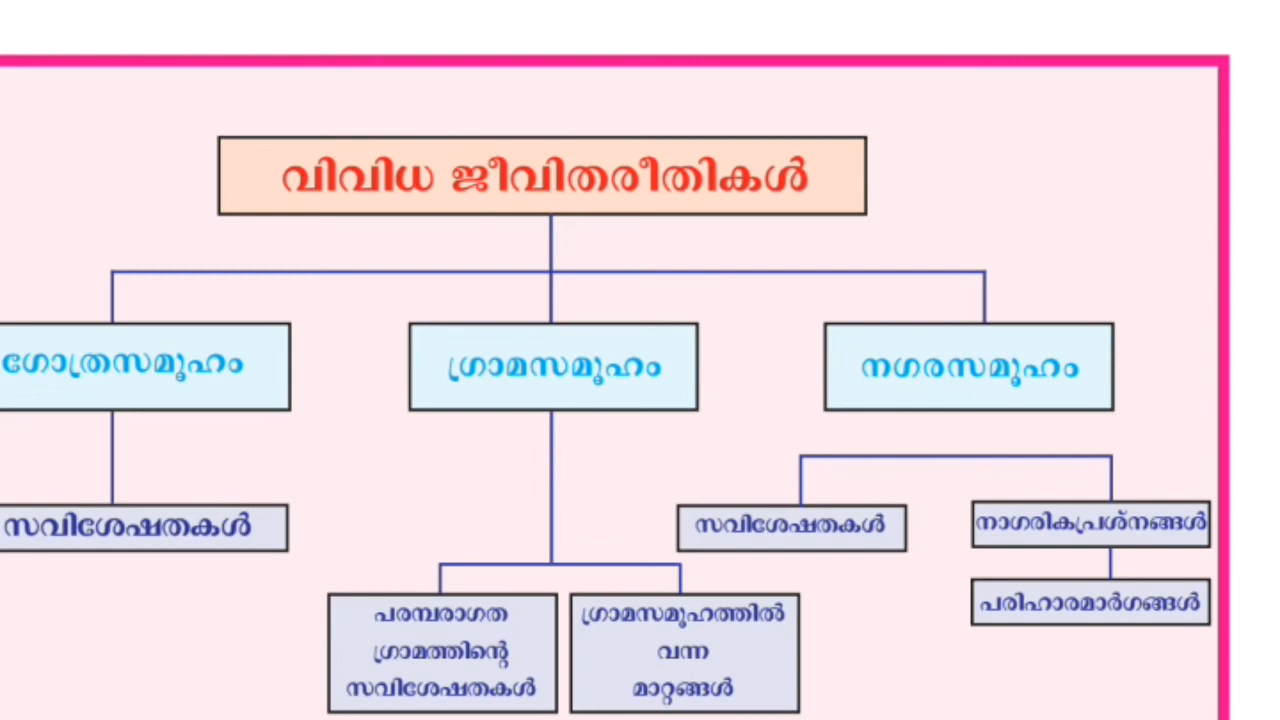 വിവിധ ജീവിതരീതികൾ
ഗോത്രസമൂഹം
ഗ്രാമസമൂഹം
നഗരസമൂഹം
സവിശേഷതകൾ
സവിശേഷതകൾ
നാഗരികപ്രശ്നങ്ങൾ
പരിഹാരമാർഗങ്ങൾ
പരമ്പരാഗത
ഗ്രാമത്തിന്റെ
സവിശേഷതകൾ
ഗ്രാമസമൂഹത്തിൽ
വന്ന
മാറ്റങ്ങൾ